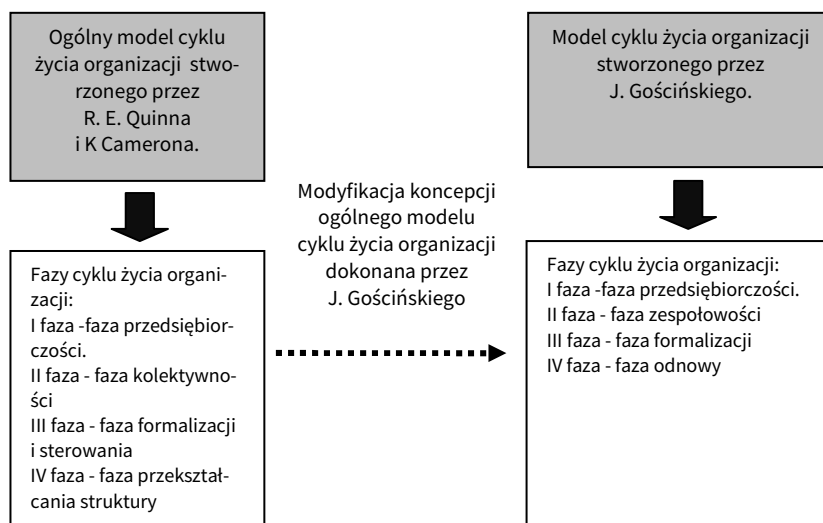 Ogólny model cyklu
życia organizacji stwo-
rzonego przez
R. E. Quinna
i K Camerona.
Model cyklu życia organizacji
stworzonego przez
J. Gościńskiego.
Modyfikacja koncepcji
ogólnego modelu
cyklu życia organizacji
dokonana przez
J. Gościńskiego
Fazy cyklu życia organi-
zacji:
I faza -faza przedsiębior-
czości.
II faza - faza kolektywno-
ści
III faza - faza formalizacji
i sterowania
IV faza - faza przekształ-
cania struktury
Fazy cyklu życia organizacji:
I faza -faza przedsiębiorczości.
II faza - faza zespołowości
III faza - faza formalizacji
IV faza - faza odnowy